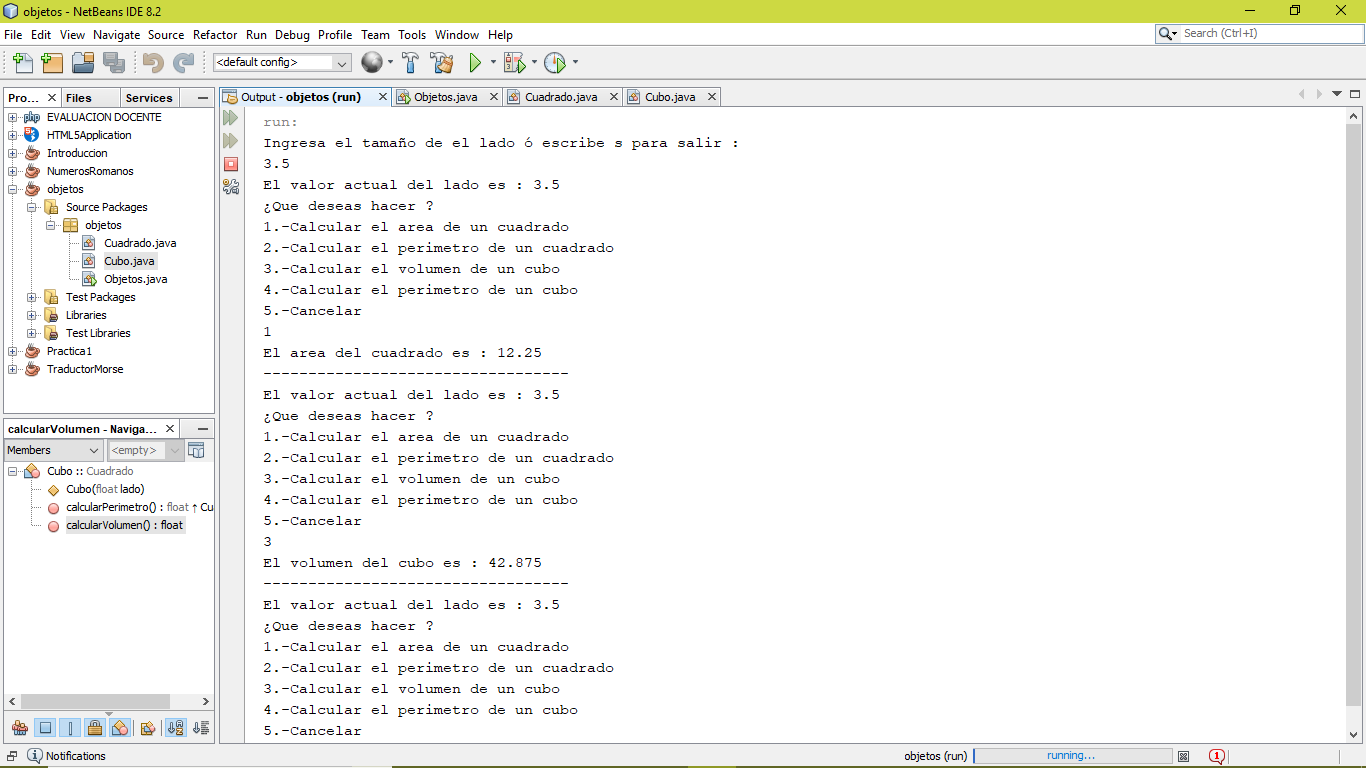 objetos - NetBeans IDE 8.2
File Edit View Navigate Source Refactor Run Debug Profile Team Tools Window Help
Search (Ctrl+I)
<default config>
Pro... Files Services
EVALUACION DOCENTE
HTML5Application
Introduccion
NumerosRomanos
objetos
Source Packages
objetos
Cuadrado.java
Cubo.java
Objetos.java
Test Packages
Libraries
Test Libraries
Practica1
TraductorMorse
calcularVolumen - Naviga...
Members <empty>
Cubo :: Cuadrado
Cubo(float lado)
calcularPerimetro() : float ↑ Cu
calcularVolumen() : float
Output - objetos (run) Objetos.java Cuadrado.java Cubo.java
run:
Ingresa el tamaño de el lado ó escribe s para salir :
3.5
El valor actual del lado es : 3.5
¿Que deseas hacer ?
1.-Calcular el area de un cuadrado
2.-Calcular el perimetro de un cuadrado
3.-Calcular el volumen de un cubo
4.-Calcular el perimetro de un cubo
5.-Cancelar
1
El area del cuadrado es : 12.25
----------------------------------
El valor actual del lado es : 3.5
¿Que deseas hacer ?
1.-Calcular el area de un cuadrado
2.-Calcular el perimetro de un cuadrado
3.-Calcular el volumen de un cubo
4.-Calcular el perimetro de un cubo
5.-Cancelar
3
El volumen del cubo es : 42.875
----------------------------------
El valor actual del lado es : 3.5
¿Que deseas hacer ?
1.-Calcular el area de un cuadrado
2.-Calcular el perimetro de un cuadrado
3.-Calcular el volumen de un cubo
4.-Calcular el perimetro de un cubo
5.-Cancelar
Notifications
objetos (run) running... 1